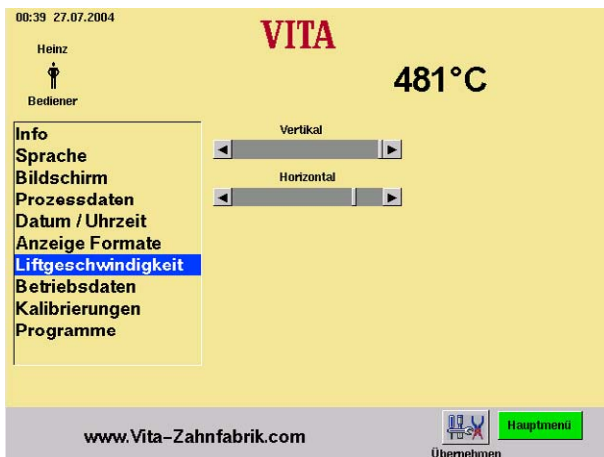 00:39 27.07.2004
VITA
Heinz
481°C
Bediener
Info
Sprache
Bildschirm
Prozessdaten
Datum / Uhrzeit
Anzeige Formate
Liftgeschwindigkeit
Betriebsdaten
Kalibrierungen
Programme
Vertikal
Horizontal
www.Vita-Zahnfabrik.com
Hauptmenü
Übernehmen